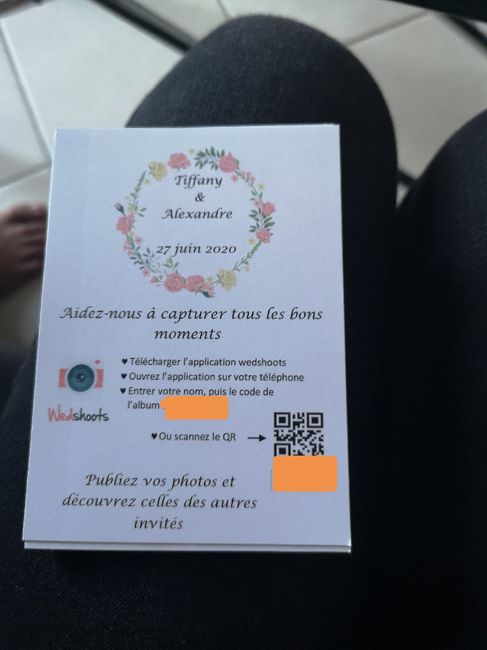 Tiffany
&
Alexandre
27 juin 2020
Aidez-nous à capturer tous les bons
moments
♥ Télécharger l'application wedshoots
♥ Ouvrez l'application sur votre téléphone
♥ Entrer votre nom, puis le code de
l'album
Wedshoots
♥ Ou scannez le QR
Publiez vos photos et
découvrez celles des autres
invités